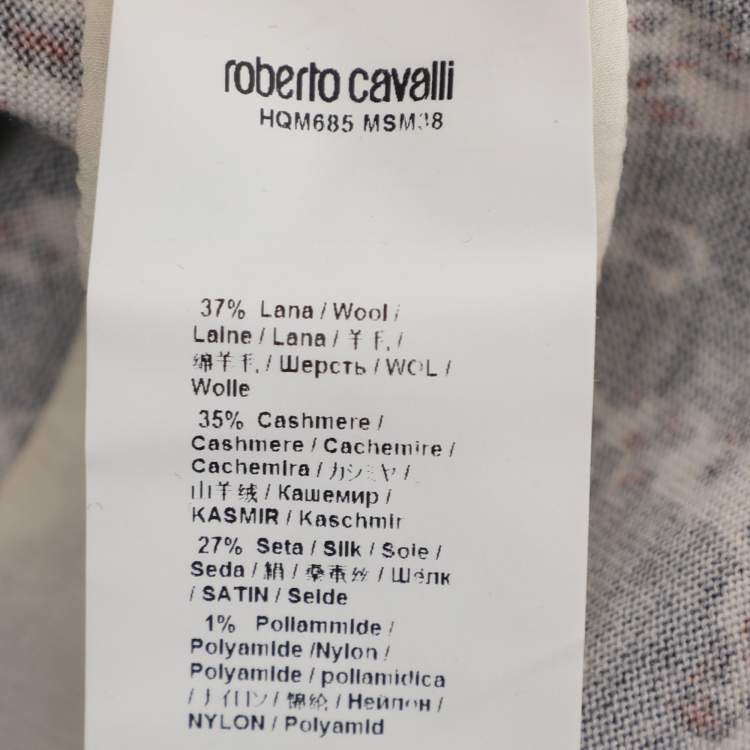 roberto cavalli
HQM685 MSM38
37% Lana / Wool /
Laine / Lana / 羊毛 /
绵羊毛 / Шерсть / WOL /
Wolle
35% Cashmere /
Cashmere / Cachemire /
Cachemira / カシミヤ /
山羊绒 / Кашемир /
KASMIR / Kaschmir
27% Seta / Silk / Soie /
Seda / 絹 / 桑蚕丝 / Шёлк
/ SATIN / Seide
1% Poliammide /
Polyamide /Nylon /
Polyamide / poliamidica
/ ナイロン / 锦纶 / Нейлон /
NYLON / Polyamid